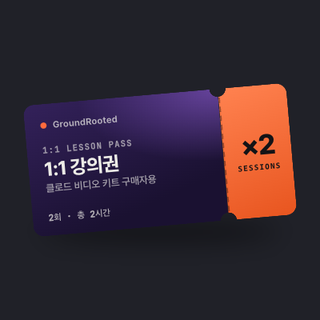 GroundRooted
1:1 LESSON PASS
1:1 강의권
클로드 비디오 키트 구매자용
2회 · 총 2시간
×2
SESSIONS